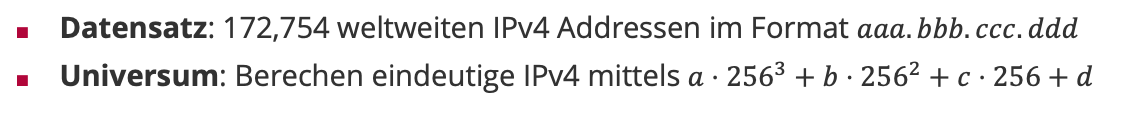 ▪ Datensatz: 172,754 weltweiten IPv4 Addressen im Format aaa.bbb.ccc.ddd
▪ Universum: Berechen eindeutige IPv4 mittels a · 256³ + b · 256² + c · 256 + d